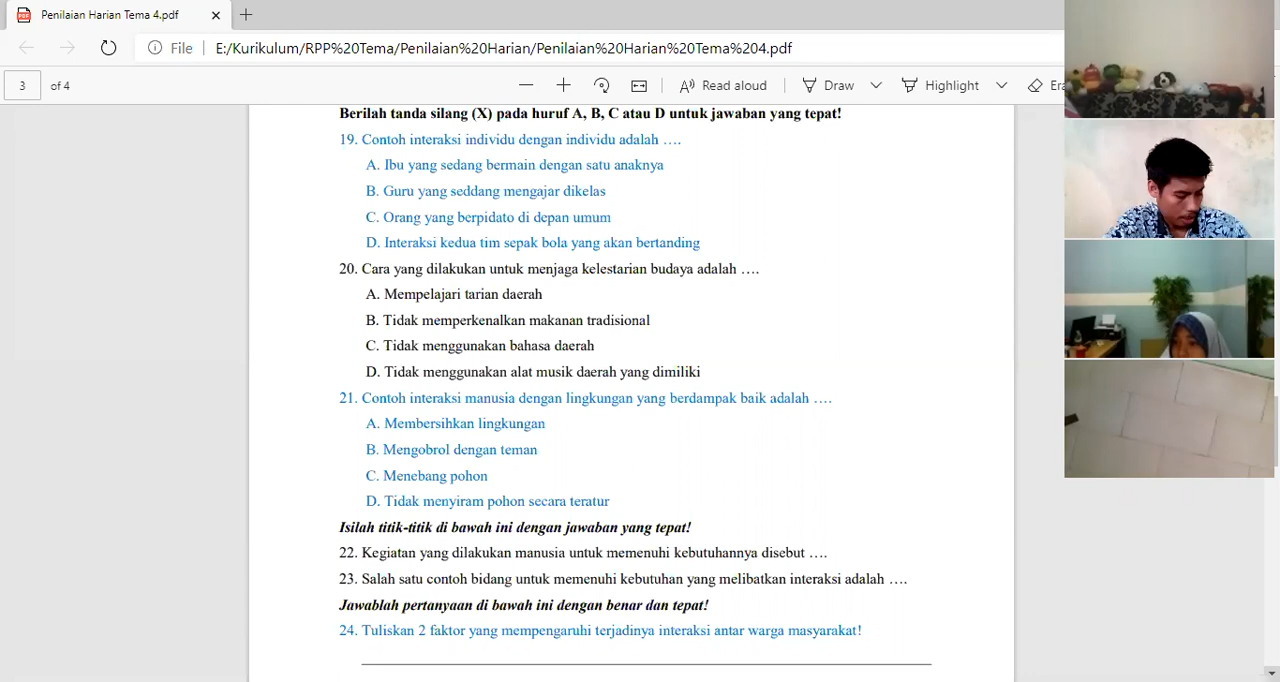 Penilaian Harian Tema 4.pdf
File
E:/Kurikulum/RPP%20Tema/Penilaian%20Harian/Penilaian%20Harian%20Tema%204.pdf
3 of 4
Read aloud
Draw
Highlight
Era
Berilah tanda silang (X) pada huruf A, B, C atau D untuk jawaban yang tepat!
19. Contoh interaksi individu dengan individu adalah ….
A. Ibu yang sedang bermain dengan satu anaknya
B. Guru yang seddang mengajar dikelas
C. Orang yang berpidato di depan umum
D. Interaksi kedua tim sepak bola yang akan bertanding
20. Cara yang dilakukan untuk menjaga kelestarian budaya adalah ….
A. Mempelajari tarian daerah
B. Tidak memperkenalkan makanan tradisional
C. Tidak menggunakan bahasa daerah
D. Tidak menggunakan alat musik daerah yang dimiliki
21. Contoh interaksi manusia dengan lingkungan yang berdampak baik adalah ….
A. Membersihkan lingkungan
B. Mengobrol dengan teman
C. Menebang pohon
D. Tidak menyiram pohon secara teratur
Isilah titik-titik di bawah ini dengan jawaban yang tepat!
22. Kegiatan yang dilakukan manusia untuk memenuhi kebutuhannya disebut ….
23. Salah satu contoh bidang untuk memenuhi kebutuhan yang melibatkan interaksi adalah ….
Jawablah pertanyaan di bawah ini dengan benar dan tepat!
24. Tuliskan 2 faktor yang mempengaruhi terjadinya interaksi antar warga masyarakat!